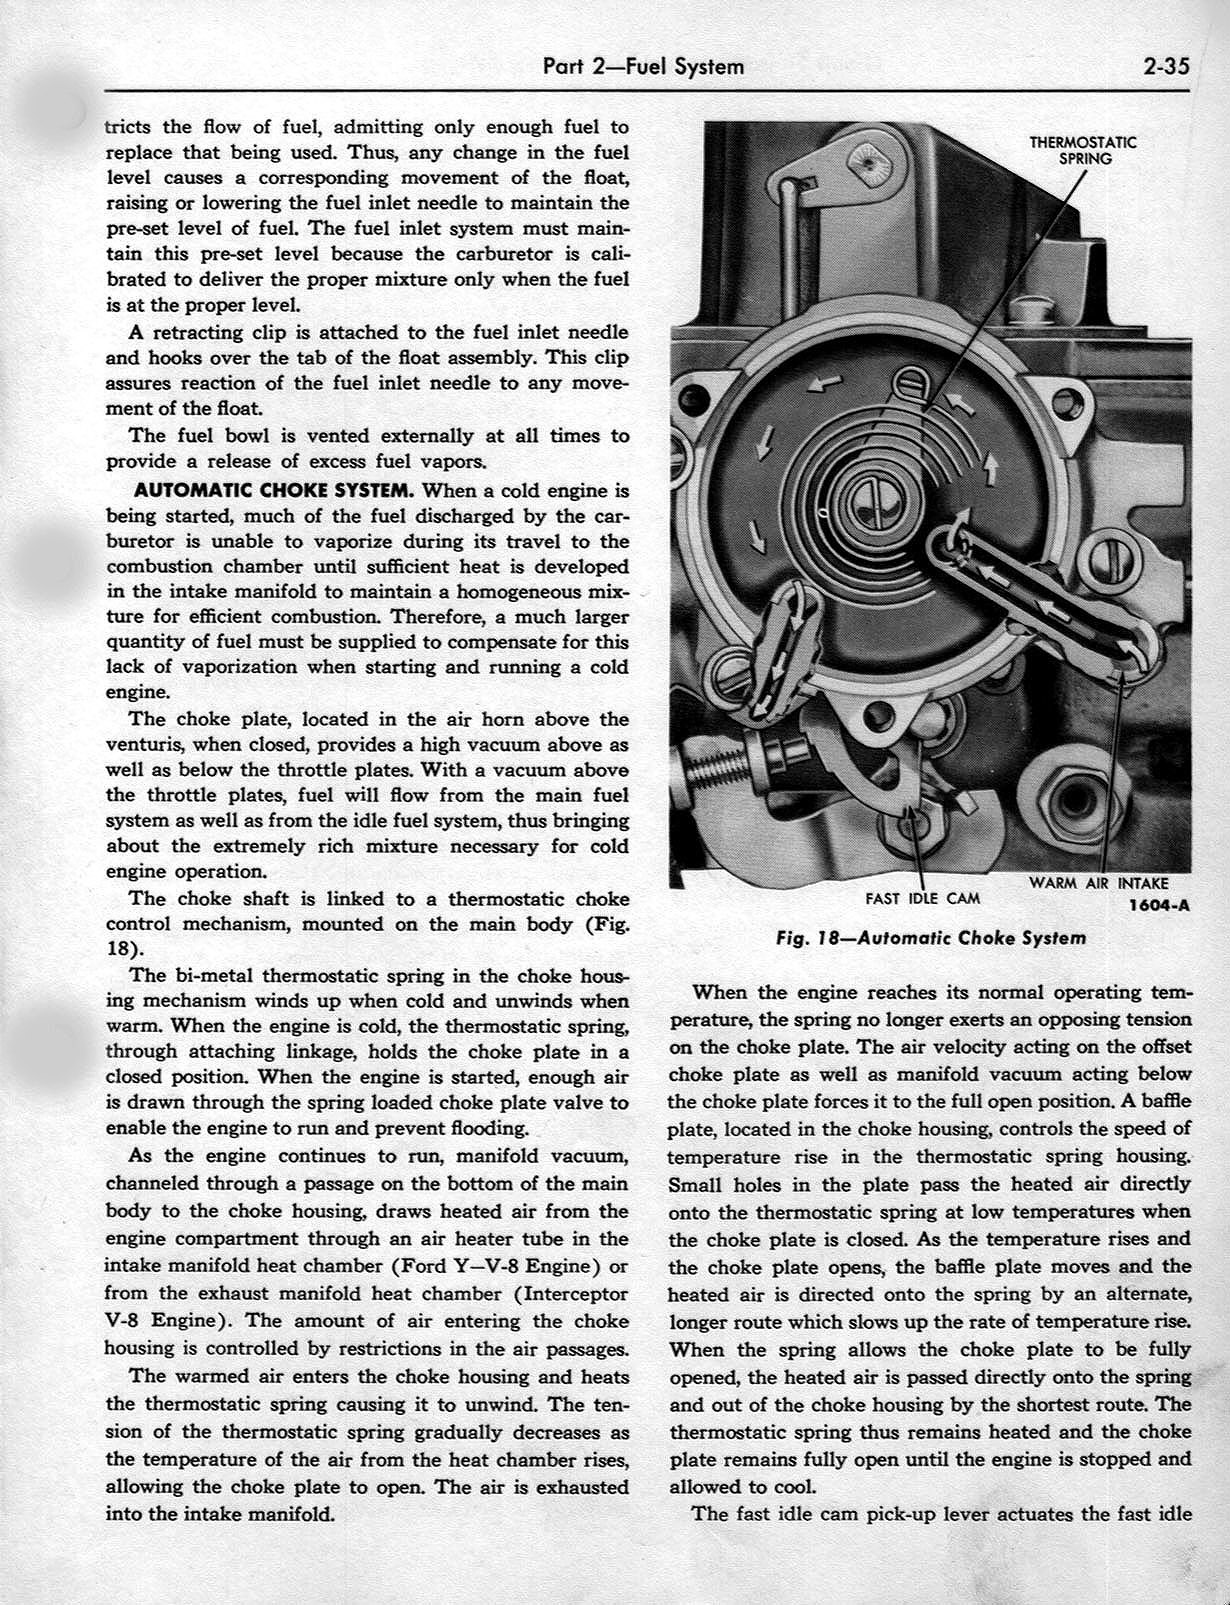 Part 2—Fuel System
2-35
tricts the flow of fuel, admitting only enough fuel to
replace that being used. Thus, any change in the fuel
level causes a corresponding movement of the float,
raising or lowering the fuel inlet needle to maintain the
pre-set level of fuel. The fuel inlet system must main-
tain this pre-set level because the carburetor is cali-
brated to deliver the proper mixture only when the fuel
is at the proper level.
A retracting clip is attached to the fuel inlet needle
and hooks over the tab of the float assembly. This clip
assures reaction of the fuel inlet needle to any move-
ment of the float.
The fuel bowl is vented externally at all times to
provide a release of excess fuel vapors.
AUTOMATIC CHOKE SYSTEM. When a cold engine is
being started, much of the fuel discharged by the car-
buretor is unable to vaporize during its travel to the
combustion chamber until sufficient heat is developed
in the intake manifold to maintain a homogeneous mix-
ture for efficient combustion. Therefore, a much larger
quantity of fuel must be supplied to compensate for this
lack of vaporization when starting and running a cold
engine.
The choke plate, located in the air horn above the
venturis, when closed, provides a high vacuum above as
well as below the throttle plates. With a vacuum above
the throttle plates, fuel will flow from the main fuel
system as well as from the idle fuel system, thus bringing
about the extremely rich mixture necessary for cold
engine operation.
The choke shaft is linked to a thermostatic choke
control mechanism, mounted on the main body (Fig.
18).
The bi-metal thermostatic spring in the choke hous-
ing mechanism winds up when cold and unwinds when
warm. When the engine is cold, the thermostatic spring,
through attaching linkage, holds the choke plate in a
closed position. When the engine is started, enough air
is drawn through the spring loaded choke plate valve to
enable the engine to run and prevent flooding.
As the engine continues to run, manifold vacuum,
channeled through a passage on the bottom of the main
body to the choke housing, draws heated air from the
engine compartment through an air heater tube in the
intake manifold heat chamber (Ford Y—V-8 Engine) or
from the exhaust manifold heat chamber (Interceptor
V-8 Engine). The amount of air entering the choke
housing is controlled by restrictions in the air passages.
The warmed air enters the choke housing and heats
the thermostatic spring causing it to unwind. The ten-
sion of the thermostatic spring gradually decreases as
the temperature of the air from the heat chamber rises,
allowing the choke plate to open. The air is exhausted
into the intake manifold.
THERMOSTATIC
SPRING
FAST IDLE CAM
WARM AIR INTAKE
1604-A
Fig. 18—Automatic Choke System
When the engine reaches its normal operating tem-
perature, the spring no longer exerts an opposing tension
on the choke plate. The air velocity acting on the offset
choke plate as well as manifold vacuum acting below
the choke plate forces it to the full open position. A baffle
plate, located in the choke housing, controls the speed of
temperature rise in the thermostatic spring housing.
Small holes in the plate pass the heated air directly
onto the thermostatic spring at low temperatures when
the choke plate is closed. As the temperature rises and
the choke plate opens, the baffle plate moves and the
heated air is directed onto the spring by an alternate,
longer route which slows up the rate of temperature rise.
When the spring allows the choke plate to be fully
opened, the heated air is passed directly onto the spring
and out of the choke housing by the shortest route. The
thermostatic spring thus remains heated and the choke
plate remains fully open until the engine is stopped and
allowed to cool.
The fast idle cam pick-up lever actuates the fast idle